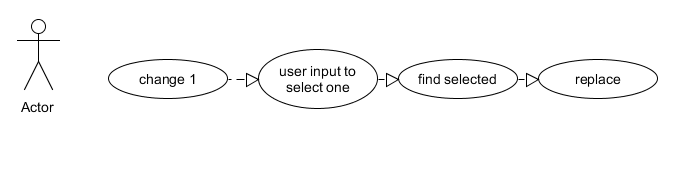 change 1
user input to
select one
find selected
replace
Actor